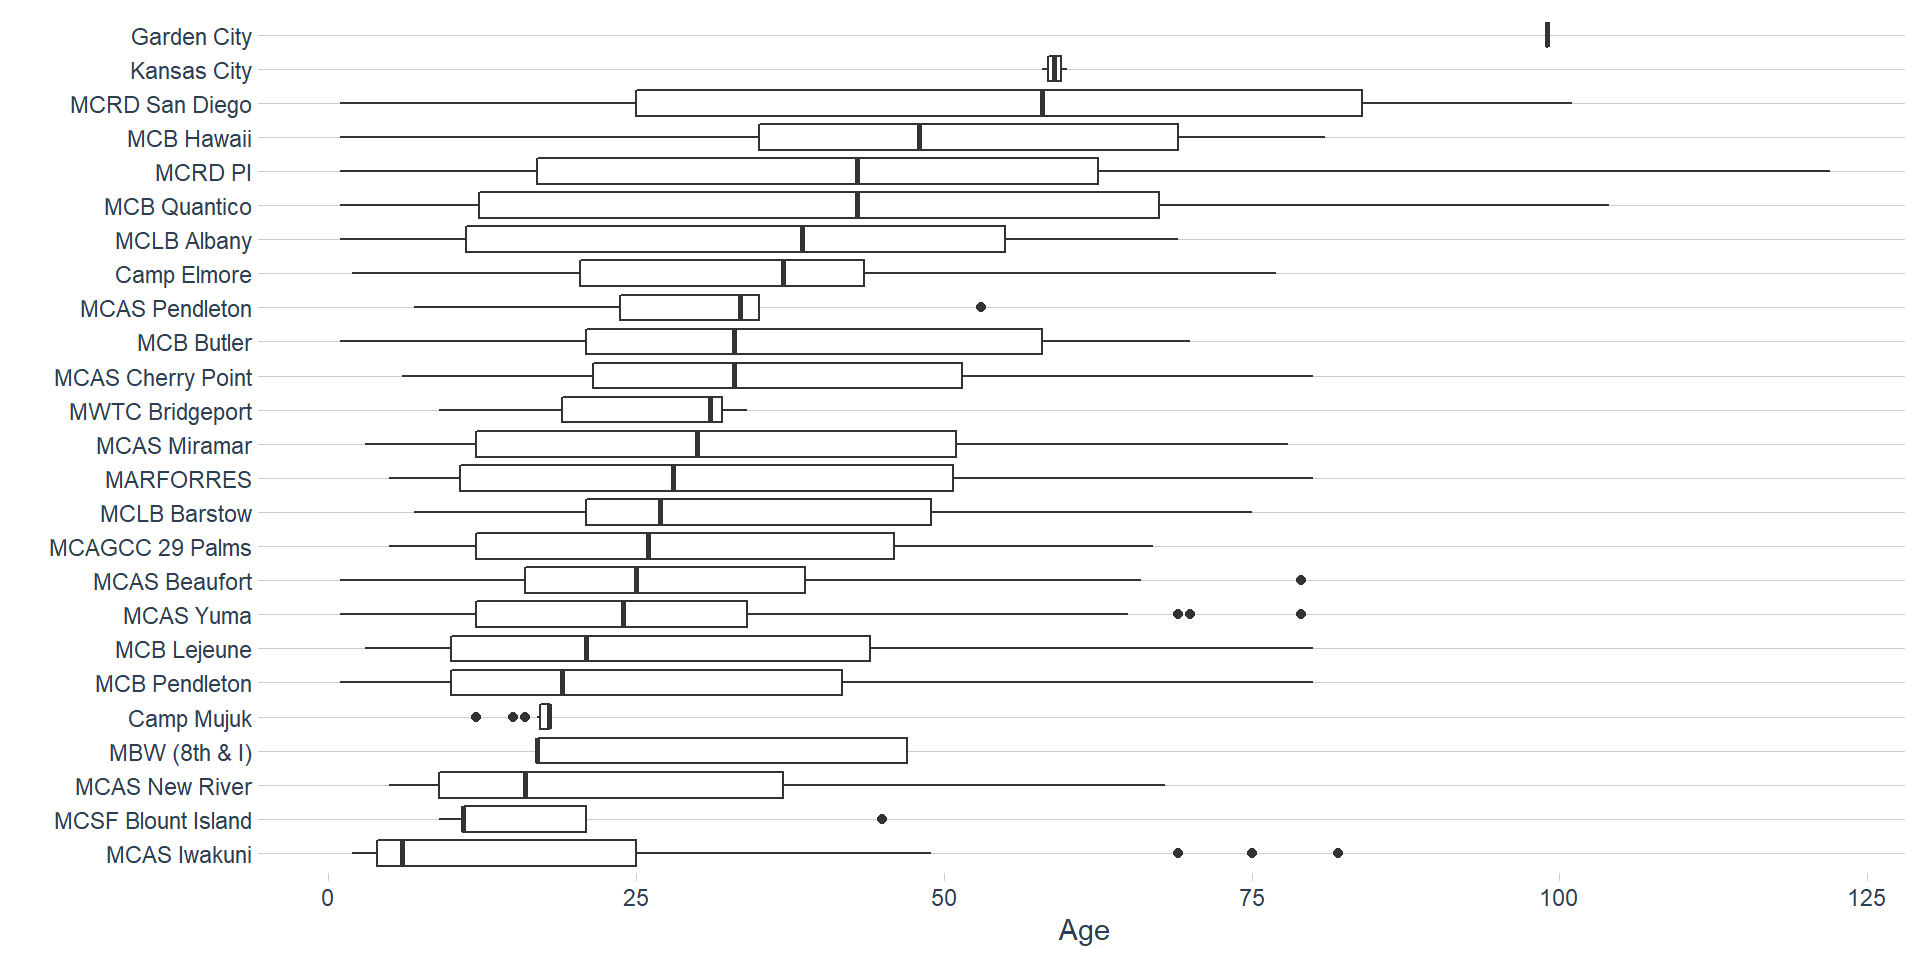 Garden City
Kansas City
MCRD San Diego
MCB Hawaii
MCRD PI
MCB Quantico
MCLB Albany
Camp Elmore
MCAS Pendleton
MCB Butler
MCAS Cherry Point
MWTC Bridgeport
MCAS Miramar
MARFORRES
MCLB Barstow
MCAGCC 29 Palms
MCAS Beaufort
MCAS Yuma
MCB Lejeune
MCB Pendleton
Camp Mujuk
MBW (8th & I)
MCAS New River
MCSF Blount Island
MCAS Iwakuni
0 25 50 75 100 125
Age